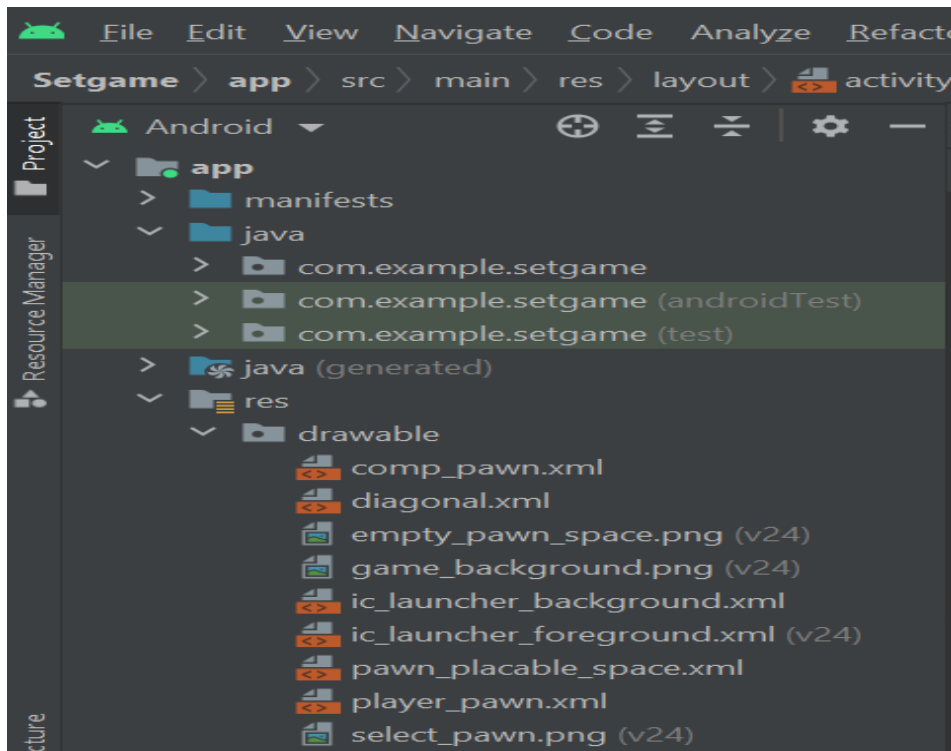 File Edit View Navigate Code Analyze Refacto
Setgame app src main res layout activity
Project
Resource Manager
cture
Android
app
manifests
java
com.example.setgame
com.example.setgame (androidTest)
com.example.setgame (test)
java (generated)
res
drawable
comp_pawn.xml
diagonal.xml
empty_pawn_space.png (v24)
game_background.png (v24)
ic_launcher_background.xml
ic_launcher_foreground.xml (v24)
pawn_placable_space.xml
player_pawn.xml
select_pawn.png (v24)